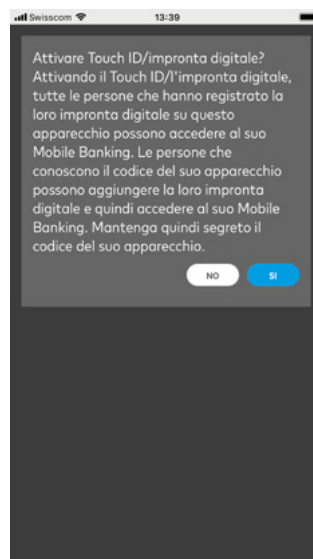 Swisscom 13:39
Attivare Touch ID/impronta digitale?
Attivando il Touch ID/l'impronta digitale,
tutte le persone che hanno registrato la
loro impronta digitale su questo
apparecchio possono accedere al suo
Mobile Banking. Le persone che
conoscono il codice del suo apparecchio
possono aggiungere la loro impronta
digitale e quindi accedere al suo Mobile
Banking. Mantenga quindi segreto il
codice del suo apparecchio.
NO SI